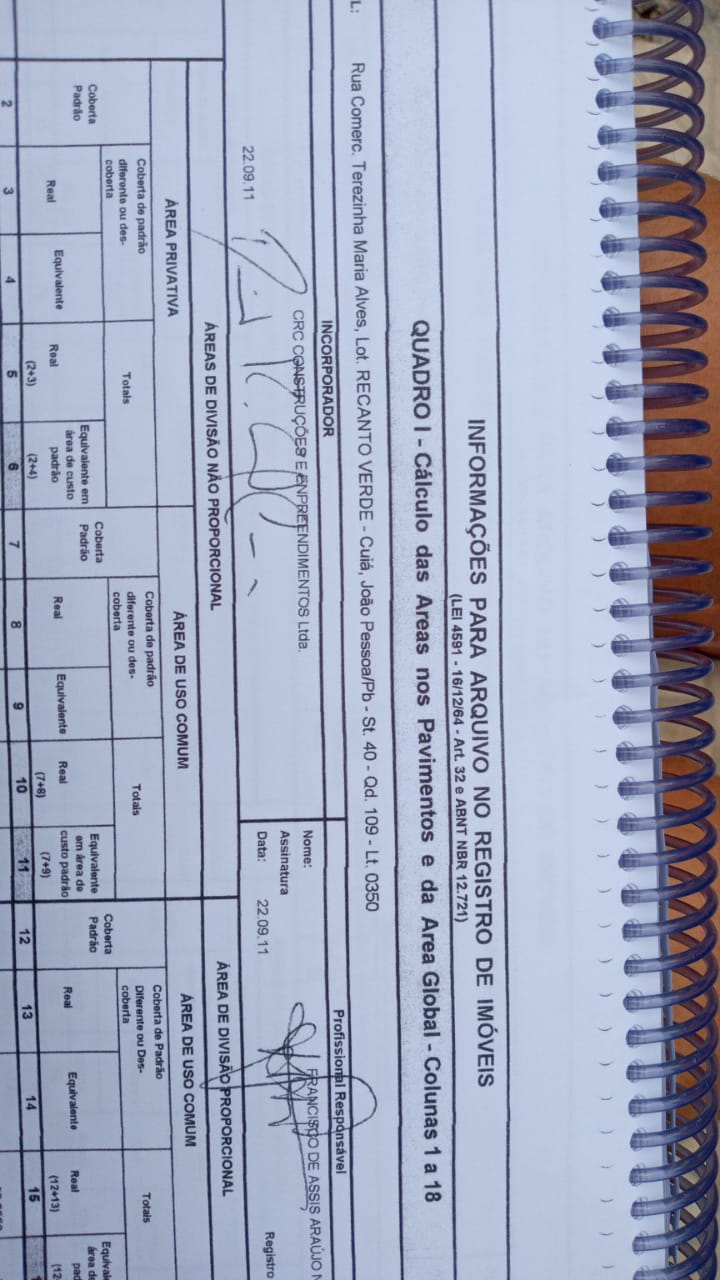 INFORMAÇÕES PARA ARQUIVO NO REGISTRO DE IMÓVEIS
(LEI 4591 - 16/12/64 - Art. 32 e ABNT NBR 12.721)
QUADRO I - Cálculo das Areas nos Pavimentos e da Area Global - Colunas 1 a 18
L: Rua Comerc. Terezinha Maria Alves, Lot. RECANTO VERDE - Cuiá, João Pessoa/Pb - St. 40 - Qd. 109 - Lt. 0350
INCORPORADOR
Profissional Responsável
CRC CONSTRUÇÕES E ENPREENDIMENTOS Ltda.
Nome: FRANCISCO DE ASSIS ARAÚJO N
Assinatura
22.09.11
Data: 22.09.11
Registro
ÁREAS DE DIVISÃO NÃO PROPORCIONAL
ÁREA DE DIVISÃO PROPORCIONAL
ÁREA PRIVATIVA
ÁREA DE USO COMUM
ÁREA DE USO COMUM
Coberta
Padrão
Coberta de padrão
diferente ou des-
coberta
Real
Equivalente
Totais
Real
(2+3)
Equivalente em
área de custo
padrão
(2+4)
Coberta
Padrão
Coberta de padrão
diferente ou des-
coberta
Real
Equivalente
Totais
Real
(7+8)
Equivalente
em área de
custo padrão
(7+9)
Coberta
Padrão
Coberta de Padrão
Diferente ou Des-
coberta
Real
Equivalente
Totais
Real
(12+13)
2 3 4 5 6 7 8 9 10 11 12 13 14 15